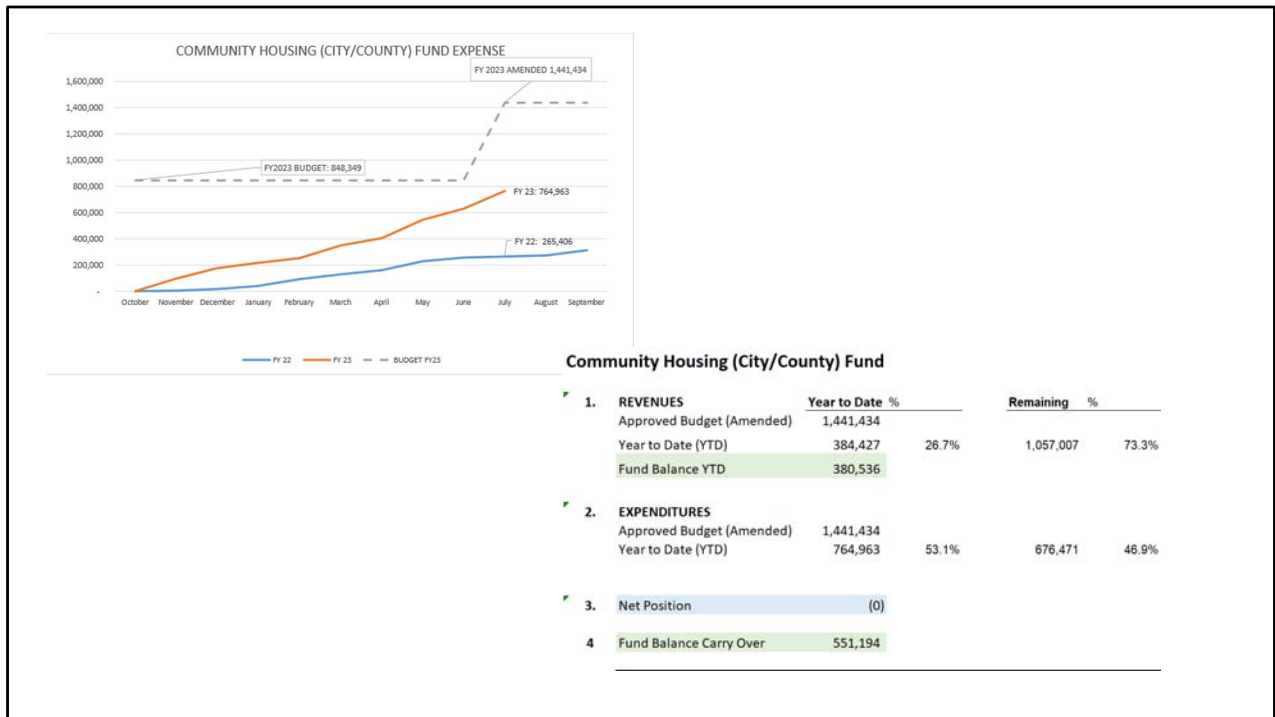 COMMUNITY HOUSING (CITY/COUNTY) FUND EXPENSE
FY 2023 AMENDED 1,441,434
1,600,000
1,400,000
1,200,000
1,000,000
FY2023 BUDGET: 848,349
800,000
FY 23: 764,963
600,000
400,000
FY 22: 265,406
200,000
-
October November December January February March April May June July August September
FY 22 FY 23 BUDGET FY23
Community Housing (City/County) Fund
1. REVENUES Year to Date % Remaining %
Approved Budget (Amended) 1,441,434
Year to Date (YTD) 384,427 26.7% 1,057,007 73.3%
Fund Balance YTD 380,536
2. EXPENDITURES
Approved Budget (Amended) 1,441,434
Year to Date (YTD) 764,963 53.1% 676,471 46.9%
3. Net Position (0)
4 Fund Balance Carry Over 551,194